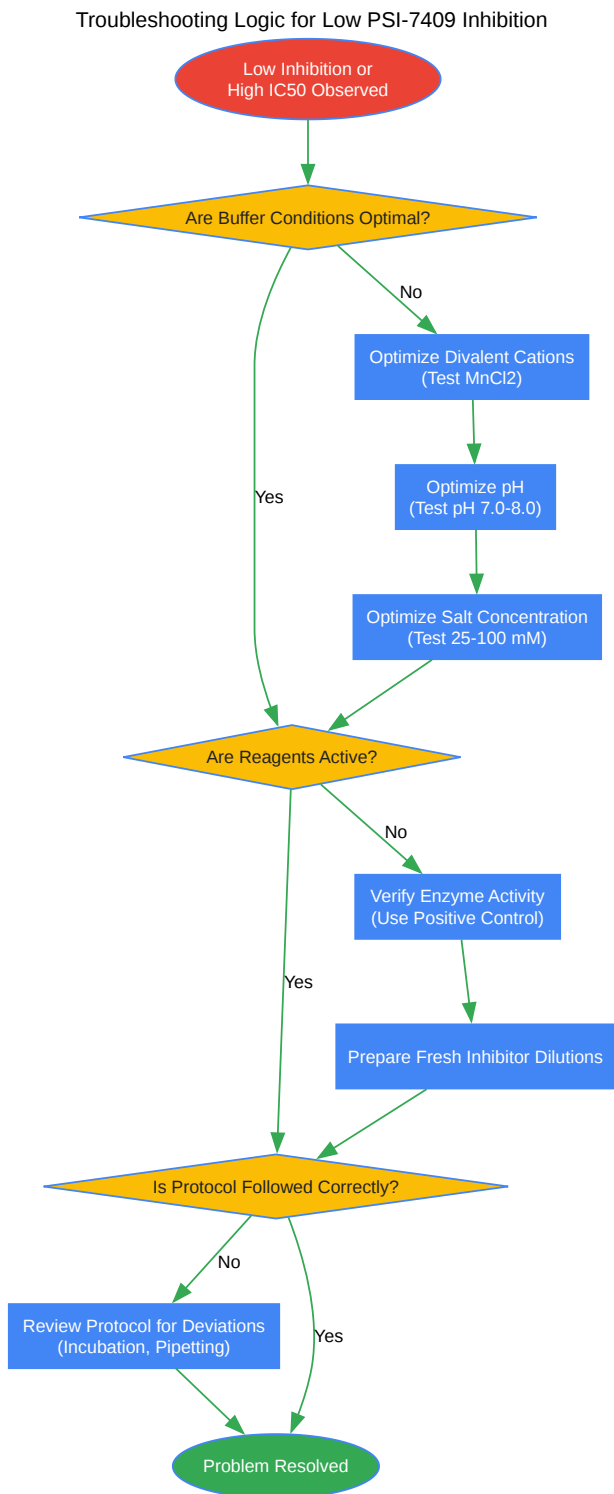 Troubleshooting Logic for Low PSI-7409 Inhibition
Low Inhibition or
High IC50 Observed
Are Buffer Conditions Optimal?
No
Optimize Divalent Cations
(Test MnCl2)
Optimize pH
(Test pH 7.0-8.0)
Yes
Optimize Salt Concentration
(Test 25-100 mM)
Are Reagents Active?
No
Verify Enzyme Activity
(Use Positive Control)
Yes
Prepare Fresh Inhibitor Dilutions
Is Protocol Followed Correctly?
No
Review Protocol for Deviations
(Incubation, Pipetting)
Yes
Problem Resolved